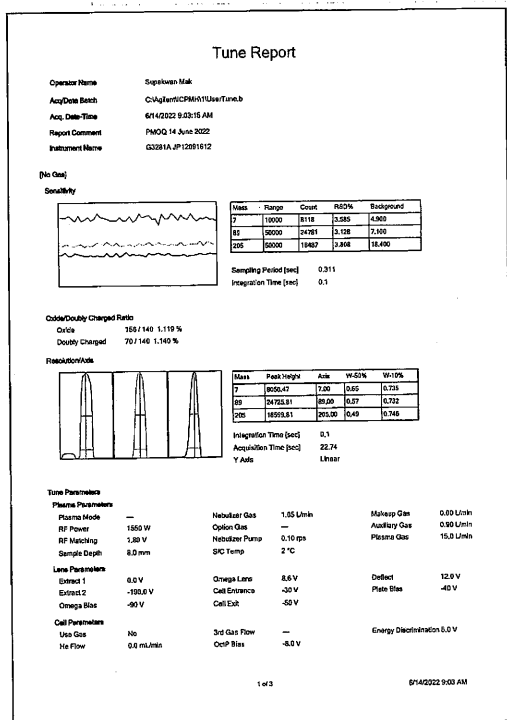 Tune Report
Operator Name Supakwan Mak
Acq/Data Batch C:\Agilent\ICPMH\1\UserTune.b
Acq. Date-Time 6/14/2022 9:03:15 AM
Report Comment PMOQ 14 June 2022
Instrument Name G3281A JP12091612
[No Gas]
Sensitivity
Mass Range Count RSD% Background
7 10000 8118 3.585 4.900
89 50000 24781 3.128 7.100
205 50000 18487 3.808 18.400
Sampling Period [sec] 0.311
Integration Time [sec] 0.1
Oxide/Doubly Charged Ratio
Oxide 156 / 140 1.119 %
Doubly Charged 70 / 140 1.140 %
Resolution/Axis
Mass Peak Height Axis W-50% W-10%
7 8050.47 7.00 0.65 0.735
89 24725.81 89.00 0.57 0.732
205 18599.81 205.00 0.49 0.746
Integration Time [sec] 0.1
Acquisition Time [sec] 22.74
Y Axis Linear
Tune Parameters
Plasma Parameters
Plasma Mode — Nebulizer Gas 1.05 L/min Makeup Gas 0.00 L/min
RF Power 1550 W Option Gas — Auxiliary Gas 0.90 L/min
RF Matching 1.80 V Nebulizer Pump 0.10 rps Plasma Gas 15.0 L/min
Sample Depth 8.0 mm S/C Temp 2 °C
Lens Parameters
Extract 1 0.0 V Omega Lens 8.6 V Deflect 12.0 V
Extract 2 -190.0 V Cell Entrance -30 V Plate Bias -40 V
Omega Bias -90 V Cell Exit -50 V
Cell Parameters
Use Gas No 3rd Gas Flow — Energy Discrimination 5.0 V
He Flow 0.0 mL/min OctP Bias -8.0 V
1 of 3 6/14/2022 9:03 AM